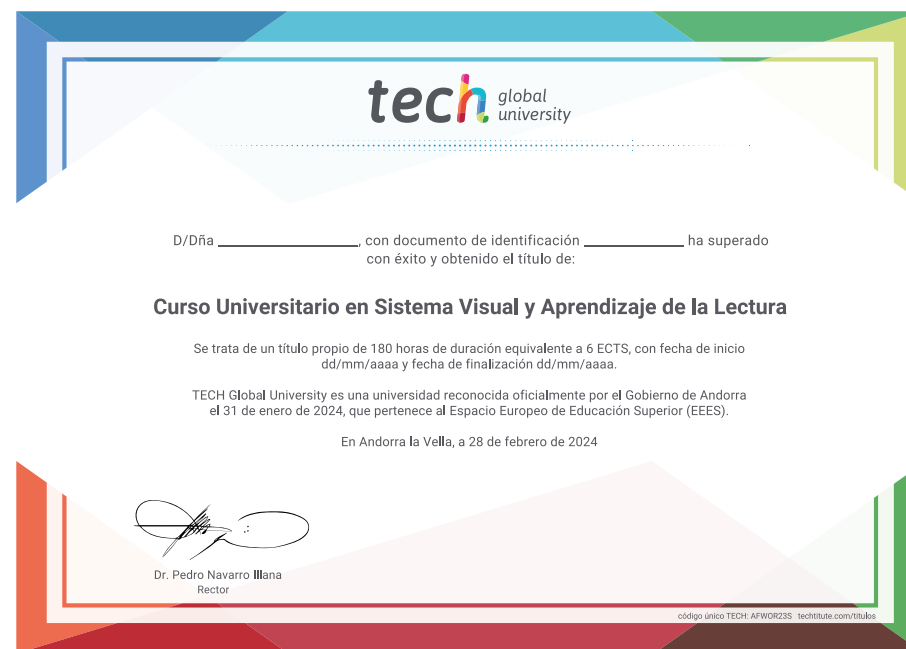 tech global
university
D/Dña ____________________, con documento de identificación ______________ ha superado
con éxito y obtenido el título de:
Curso Universitario en Sistema Visual y Aprendizaje de la Lectura
Se trata de un título propio de 180 horas de duración equivalente a 6 ECTS, con fecha de inicio
dd/mm/aaaa y fecha de finalización dd/mm/aaaa.
TECH Global University es una universidad reconocida oficialmente por el Gobierno de Andorra
el 31 de enero de 2024, que pertenece al Espacio Europeo de Educación Superior (EEES).
En Andorra la Vella, a 28 de febrero de 2024
Dr. Pedro Navarro Illana
Rector
código único TECH: AFWOR23S techtitute.com/titulos